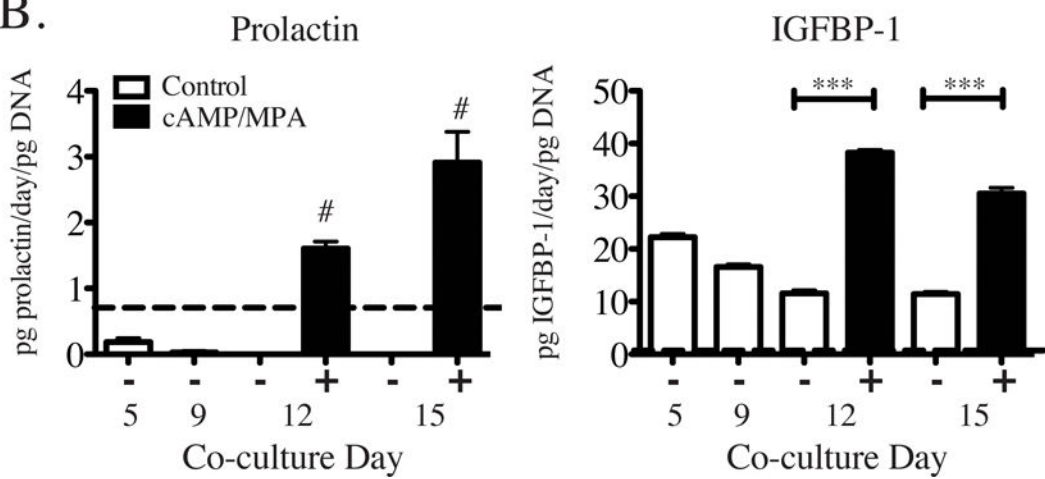 B.
Prolactin
pg prolactin/day/pg DNA
4
3
2
1
0
Control
cAMP/MPA
#
#
- - - + - +
5 9 12 15
Co-culture Day
IGFBP-1
pg IGFBP-1/day/pg DNA
50
40
30
20
10
0
*** ***
- - - + - +
5 9 12 15
Co-culture Day